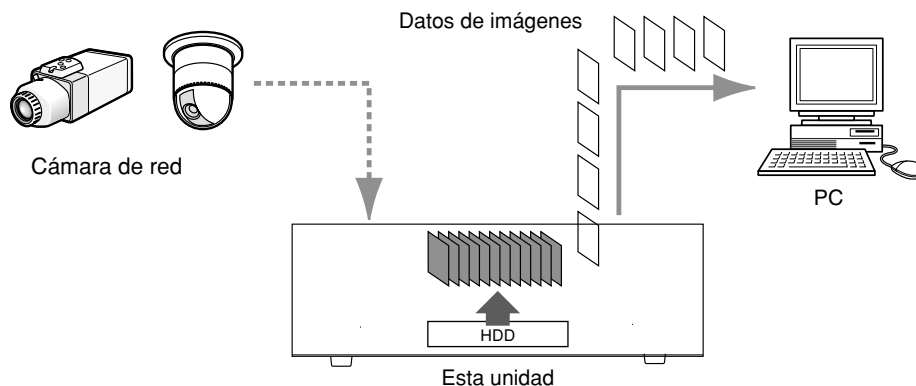 Datos de imágenes
Cámara de red
PC
HDD
Esta unidad